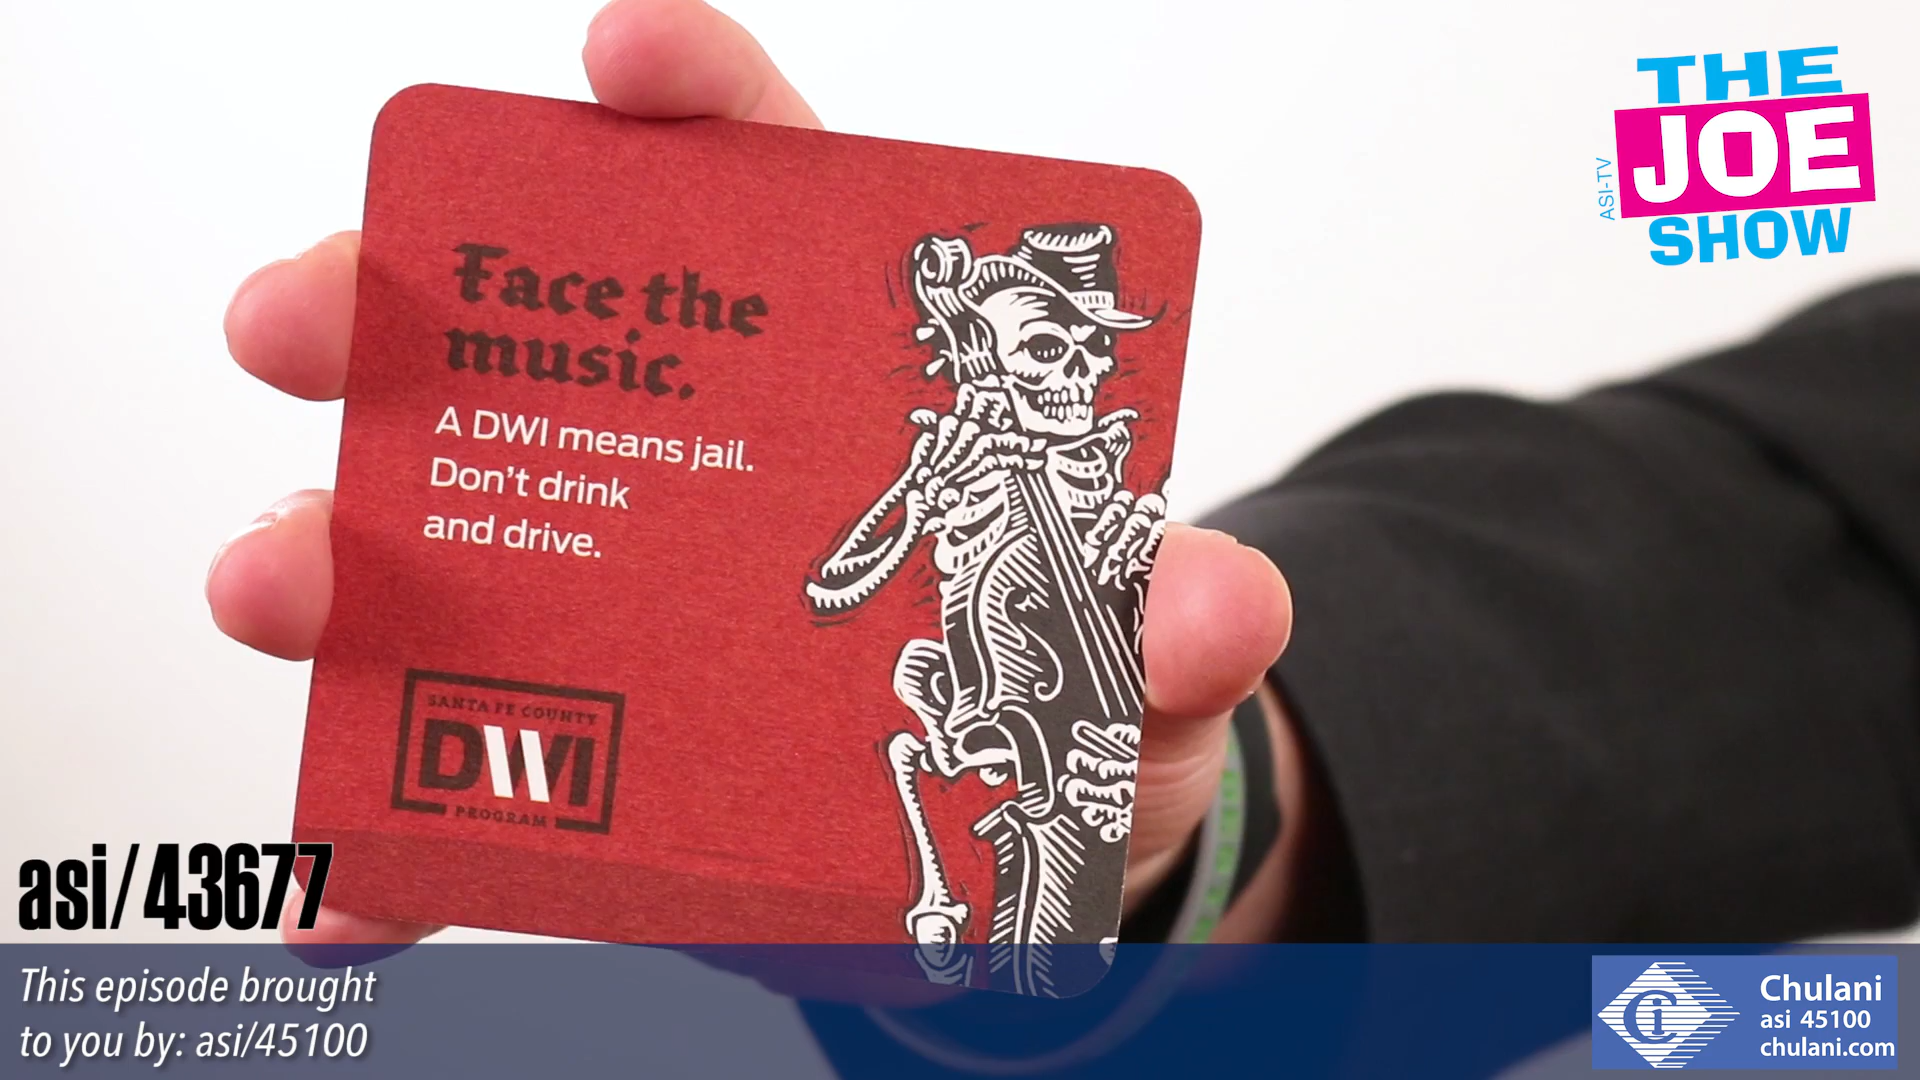 THE
JOE
SHOW
ASI-TV
Face the
music.
A DWI means jail.
Don't drink
and drive.
SANTA FE COUNTY
DWI
PROGRAM
asi/43677
This episode brought
to you by: asi/45100
Ci
Chulani
asi 45100
chulani.com